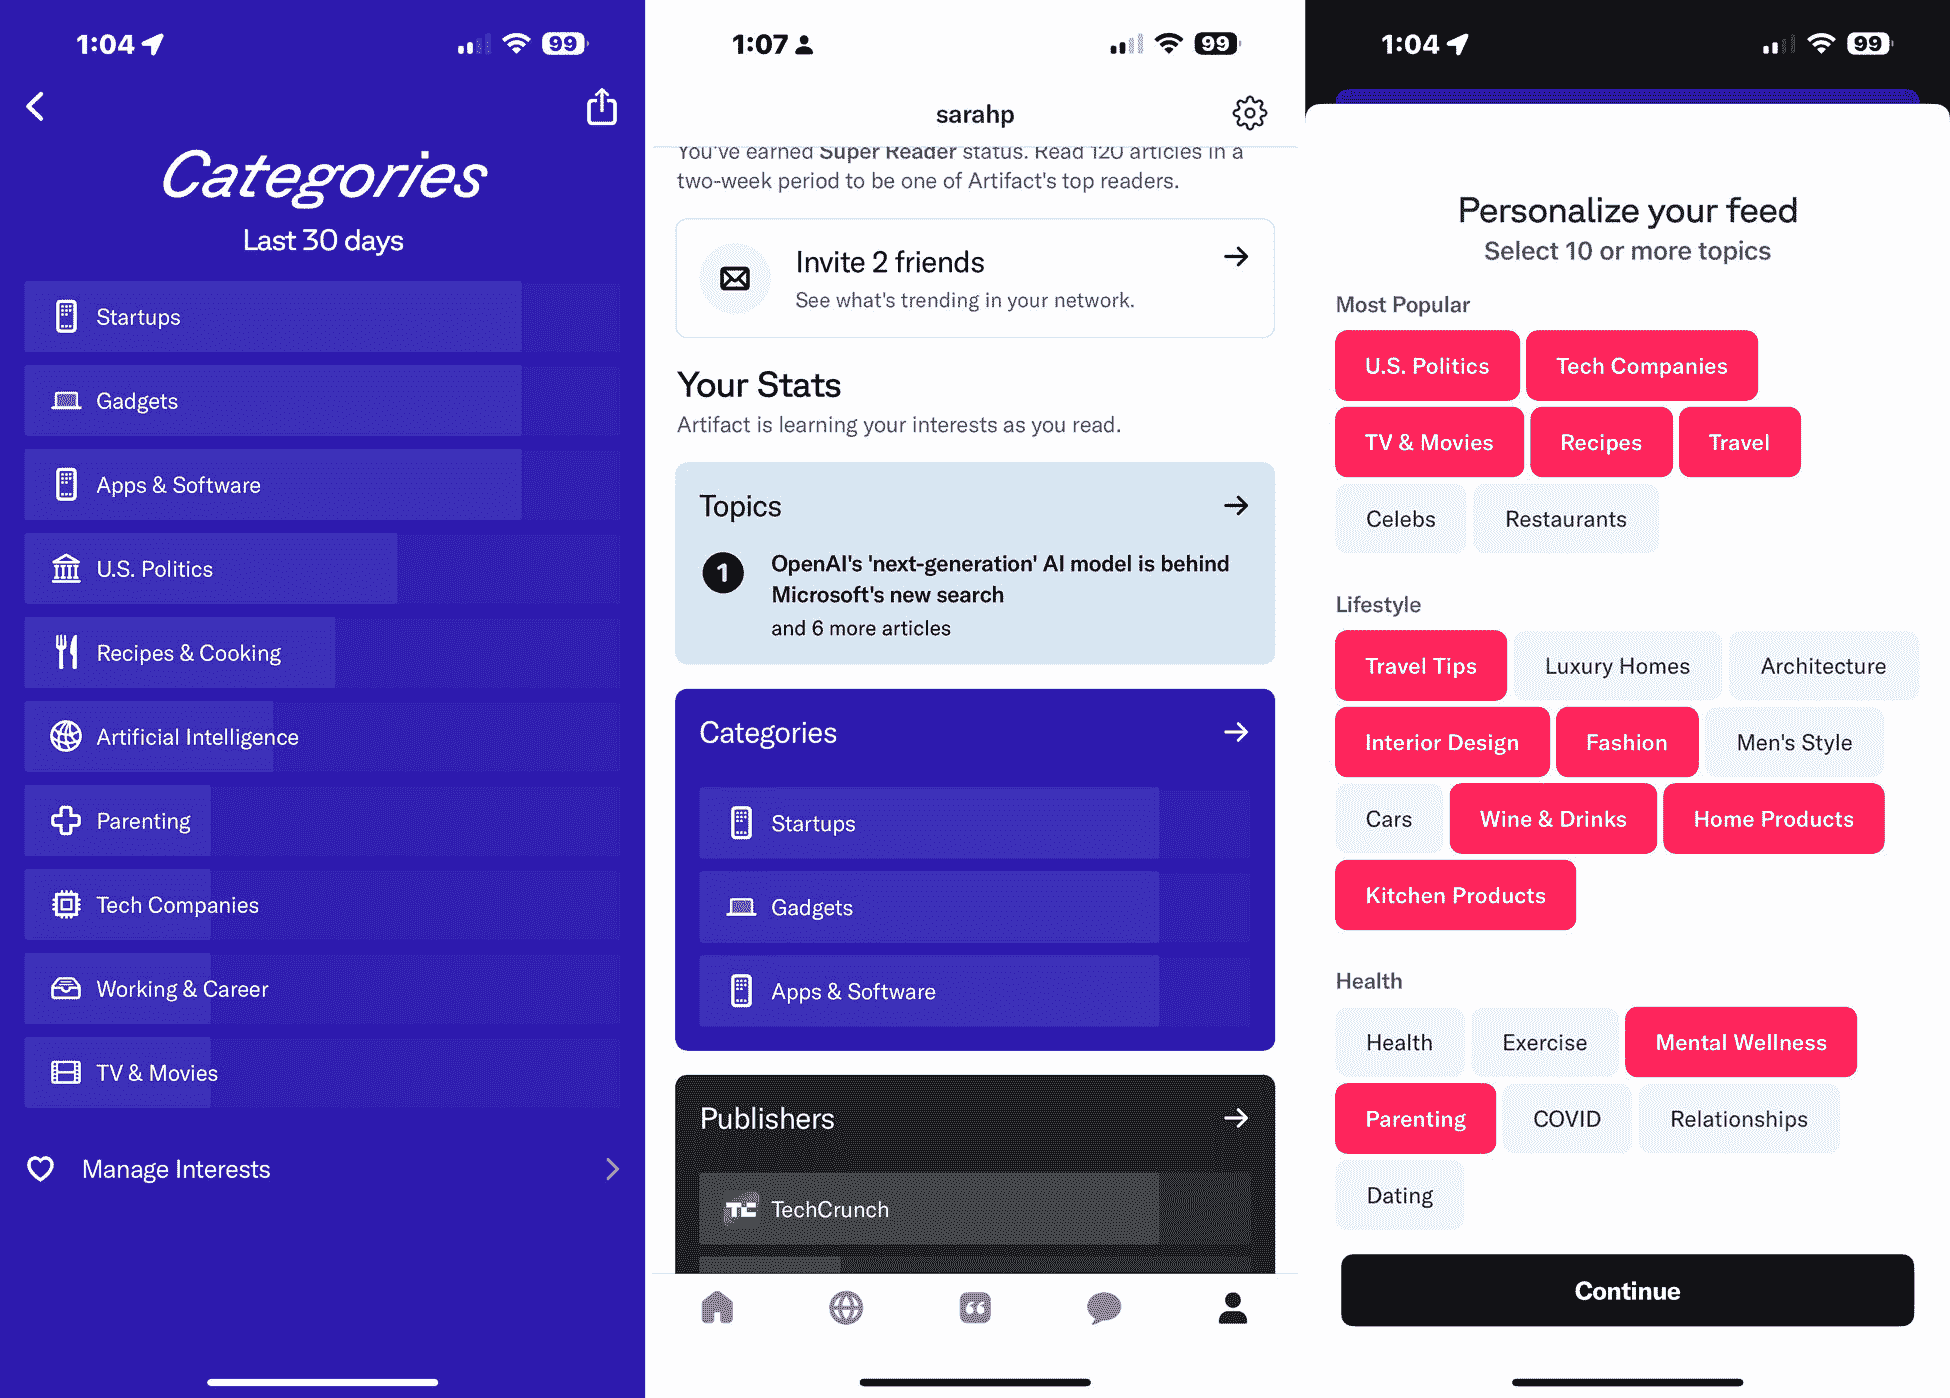 1:04
99
Categories
Last 30 days
Startups
Gadgets
Apps & Software
U.S. Politics
Recipes & Cooking
Artificial Intelligence
Parenting
Tech Companies
Working & Career
TV & Movies
Manage Interests
1:07
99
sarahp
You've earned Super Reader status. Read 120 articles in a
two-week period to be one of Artifact's top readers.
Invite 2 friends
See what's trending in your network.
Your Stats
Artifact is learning your interests as you read.
Topics
1
OpenAI's 'next-generation' AI model is behind
Microsoft's new search
and 6 more articles
Categories
Startups
Gadgets
Apps & Software
Publishers
TC TechCrunch
1:04
99
Personalize your feed
Select 10 or more topics
Most Popular
U.S. Politics Tech Companies
TV & Movies Recipes Travel
Celebs Restaurants
Lifestyle
Travel Tips Luxury Homes Architecture
Interior Design Fashion Men's Style
Cars Wine & Drinks Home Products
Kitchen Products
Health
Health Exercise Mental Wellness
Parenting COVID Relationships
Dating
Continue